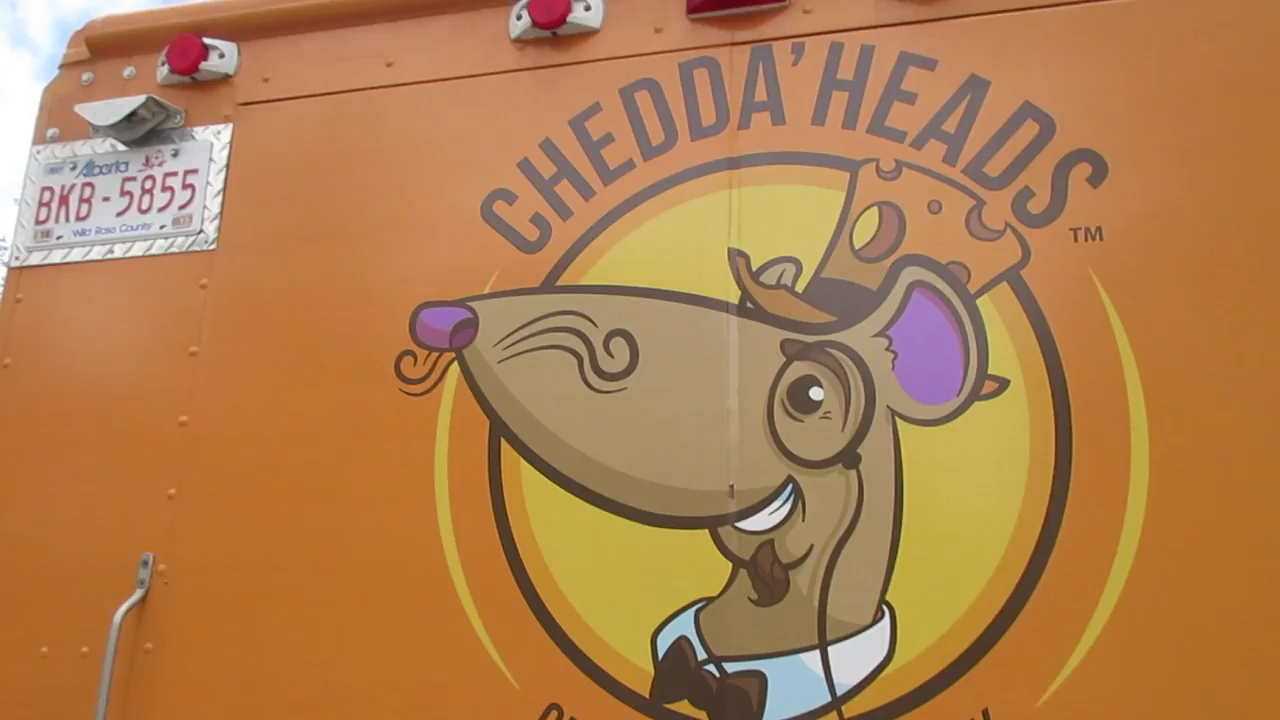 CHEDDA'HEADS
TM
Alberta
BKB-5855
Wild Rose County